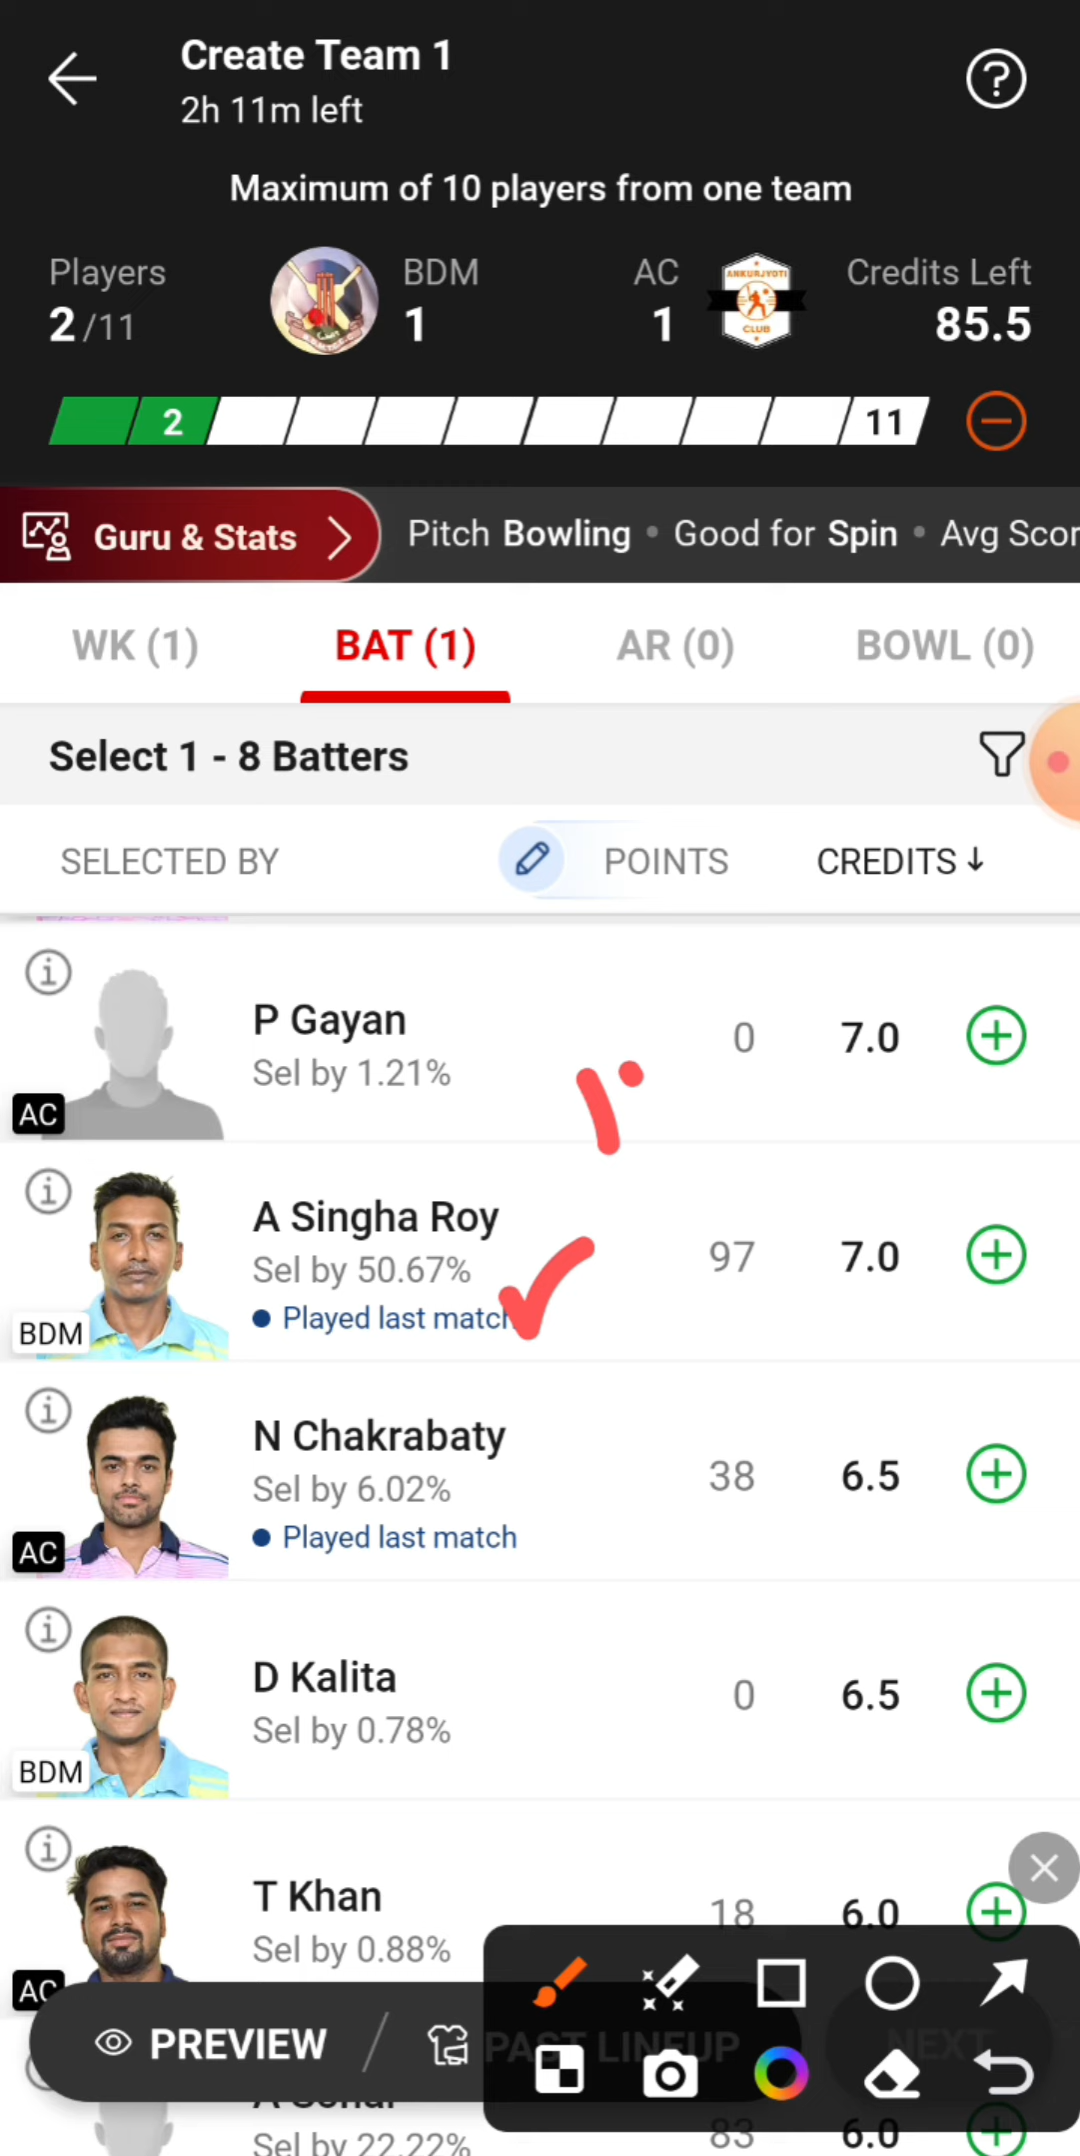 Create Team 1
2h 11m left
Maximum of 10 players from one team
Players BDM AC Credits Left
2/11 1 1 85.5
ANKURJYOTI
CLUB
2 11
Guru & Stats Pitch Bowling • Good for Spin • Avg Scor
WK (1) BAT (1) AR (0) BOWL (0)
Select 1 - 8 Batters
SELECTED BY POINTS CREDITS ↓
P Gayan 0 7.0
Sel by 1.21%
AC
A Singha Roy 97 7.0
Sel by 50.67%
• Played last match
BDM
N Chakrabaty 38 6.5
Sel by 6.02%
• Played last match
AC
D Kalita 0 6.5
Sel by 0.78%
BDM
T Khan 18 6.0
Sel by 0.88%
AC
PREVIEW / PAST LINEUP NEXT
Sel by 22.22% 83 6.0